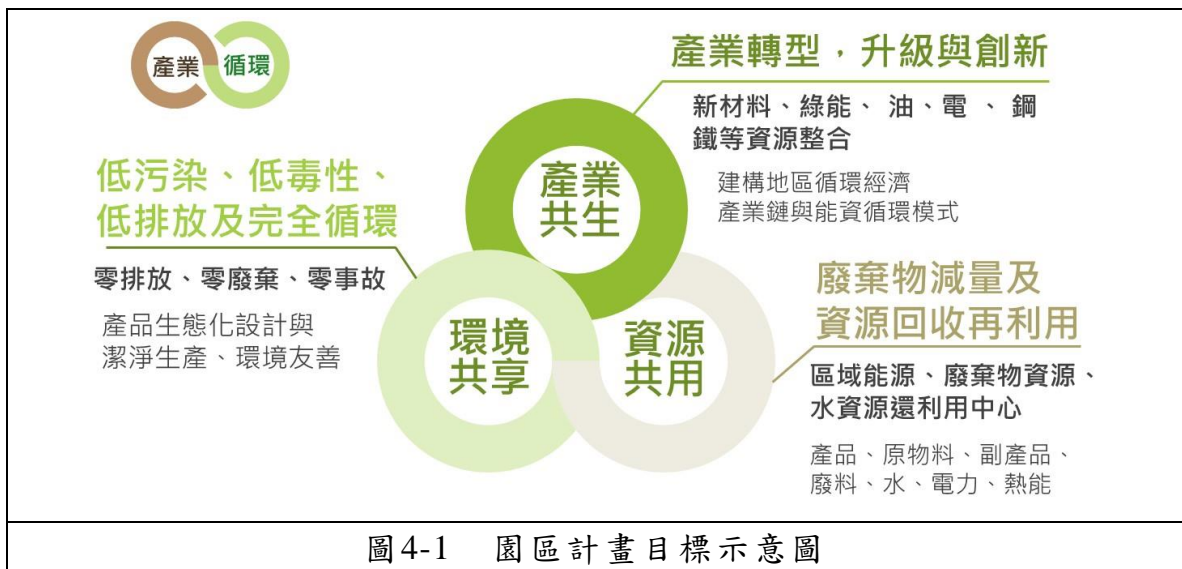 產業 循環
產業轉型，升級與創新
新材料、綠能、 油、電 、 鋼
鐵等資源整合
建構地區循環經濟
產業鏈與能資循環模式
產業
共生
低污染、低毒性、
低排放及完全循環
零排放、零廢棄、零事故
產品生態化設計與
潔淨生產、環境友善
環境
共享
資源
共用
廢棄物減量及
資源回收再利用
區域能源、廢棄物資源、
水資源還利用中心
產品、原物料、副產品、
廢料、水、電力、熱能
圖4-1 園區計畫目標示意圖